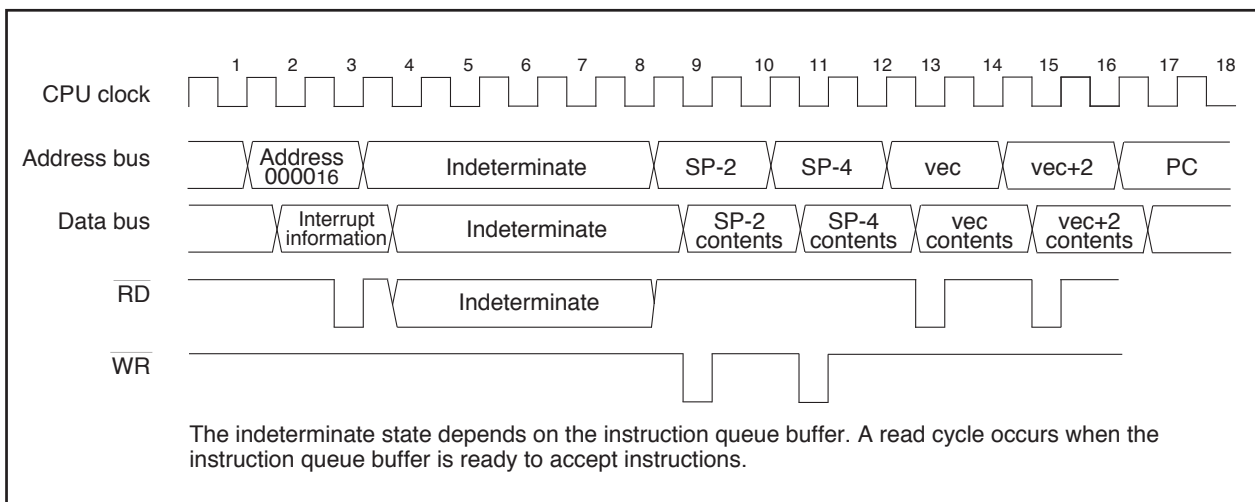 1 2 3 4 5 6 7 8 9 10 11 12 13 14 15 16 17 18
CPU clock
Address bus
Address
000016
Indeterminate
SP-2
SP-4
vec
vec+2
PC
Data bus
Interrupt
information
Indeterminate
SP-2
contents
SP-4
contents
vec
contents
vec+2
contents
RD
Indeterminate
WR
The indeterminate state depends on the instruction queue buffer. A read cycle occurs when the
instruction queue buffer is ready to accept instructions.